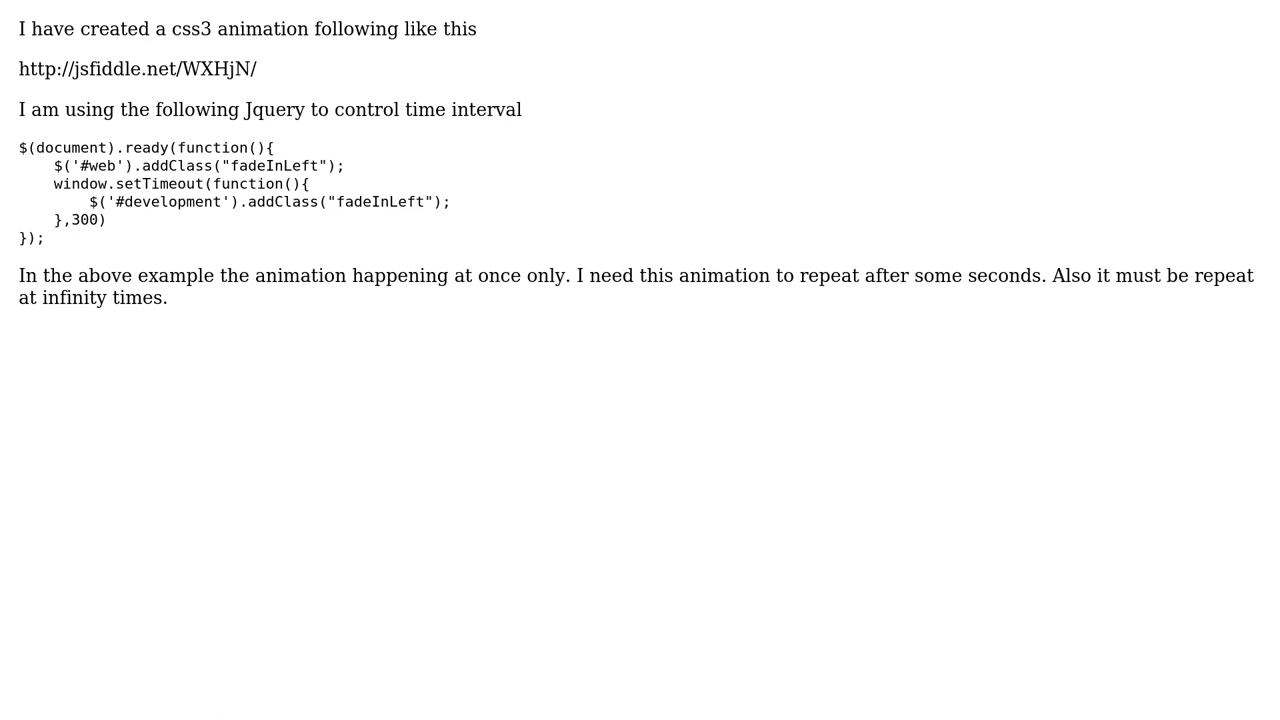 I have created a css3 animation following like this
http://jsfiddle.net/WXHjN/
I am using the following Jquery to control time interval
$(document).ready(function(){
    $('#web').addClass("fadeInLeft");
    window.setTimeout(function(){
        $('#development').addClass("fadeInLeft");
    },300)
});
In the above example the animation happening at once only. I need this animation to repeat after some seconds. Also it must be repeat
at infinity times.